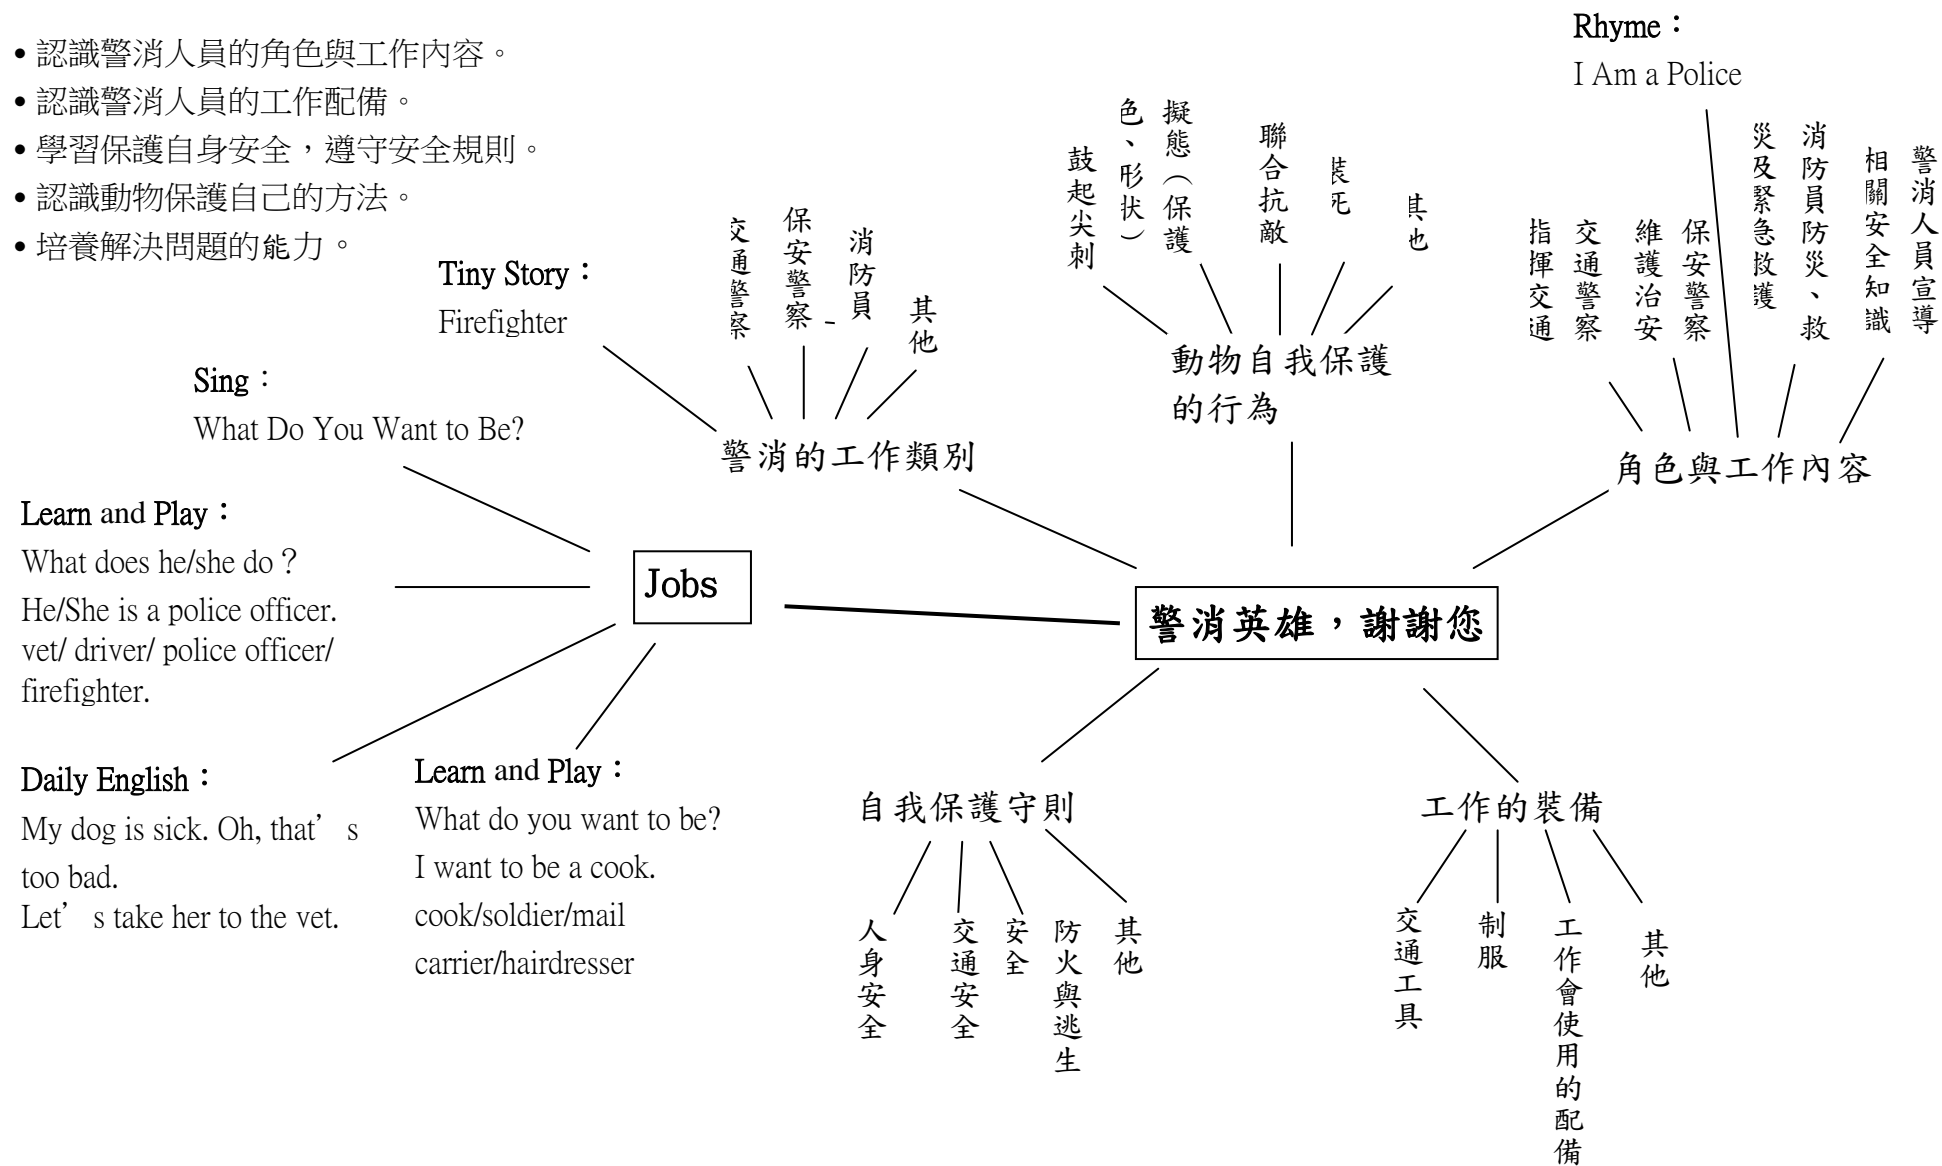 • 認識警消人員的角色與工作內容。
• 認識警消人員的工作配備。
• 學習保護自身安全，遵守安全規則。
• 認識動物保護自己的方法。
• 培養解決問題的能力。
Rhyme：
I Am a Police
Tiny Story：
Firefighter
交通警察
保安警察
消防員
其他
警消的工作類別
鼓起尖刺
擬態（保護
色、形狀）
聯合抗敵
裝死
其他
動物自我保護
的行為
交通警察
指揮交通
保安警察
維護治安
消防員防災、救
災及緊急救護
警消人員宣導
相關安全知識
角色與工作內容
Sing：
What Do You Want to Be?
Learn and Play：
What does he/she do？
He/She is a police officer.
vet/ driver/ police officer/
firefighter.
Jobs
警消英雄，謝謝您
Daily English：
My dog is sick. Oh, that’s
too bad.
Let’s take her to the vet.
Learn and Play：
What do you want to be?
I want to be a cook.
cook/soldier/mail
carrier/hairdresser
自我保護守則
人身安全
交通安全
防火與逃生
安全
其他
工作的裝備
交通工具
制服
工作會使用的配備
其他